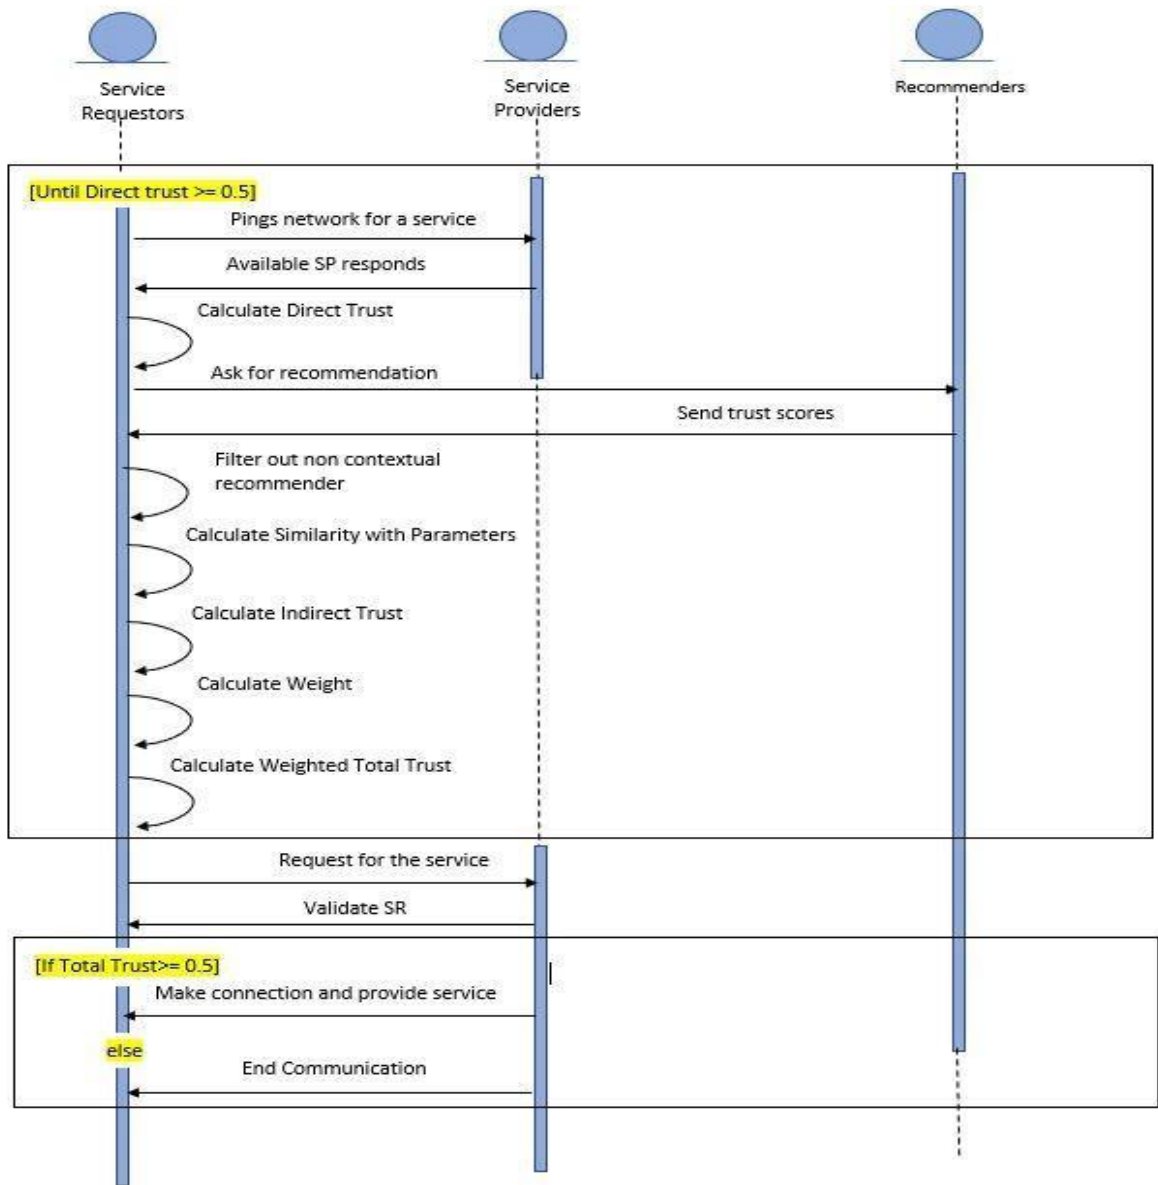 Service
Requestors
Service
Providers
Recommenders
[Until Direct trust >= 0.5]
Pings network for a service
Available SP responds
Calculate Direct Trust
Ask for recommendation
Send trust scores
Filter out non contextual
recommender
Calculate Similarity with Parameters
Calculate Indirect Trust
Calculate Weight
Calculate Weighted Total Trust
Request for the service
Validate SR
[If Total Trust>= 0.5]
Make connection and provide service
else
End Communication